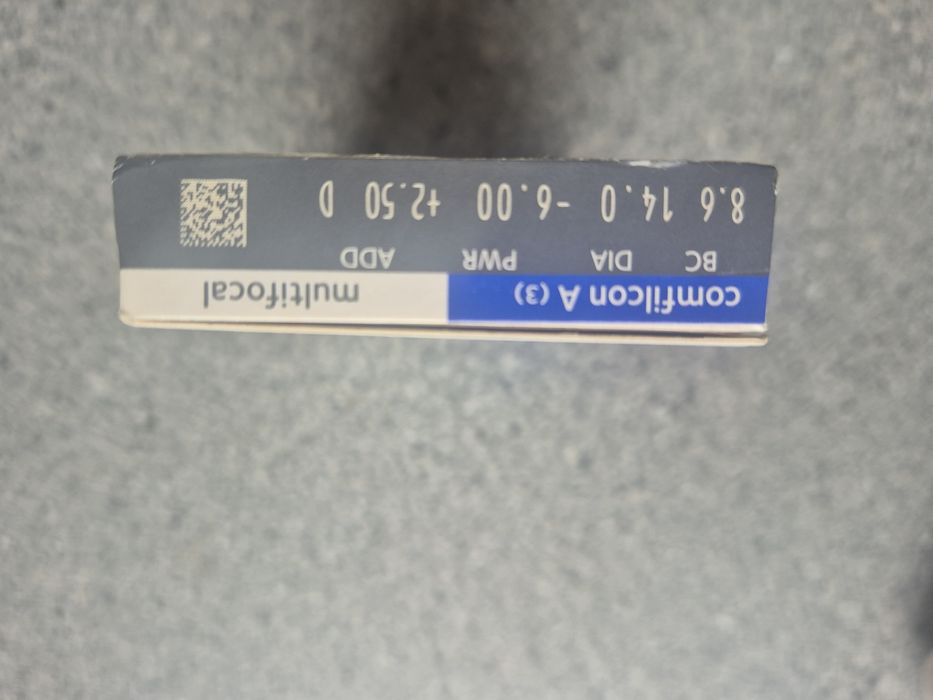 comfilcon A (3) multifocal
BC DIA PWR ADD
8.6 14.0 -6.00 +2.50 D